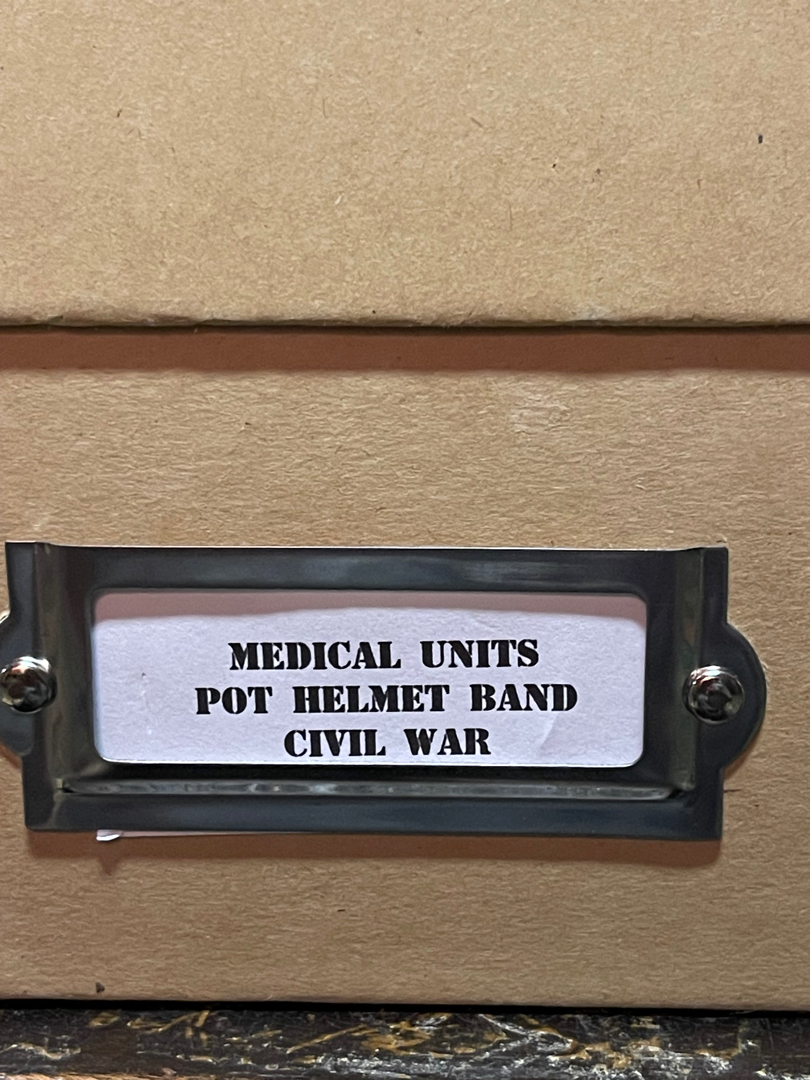 MEDICAL UNITS
POT HELMET BAND
CIVIL WAR